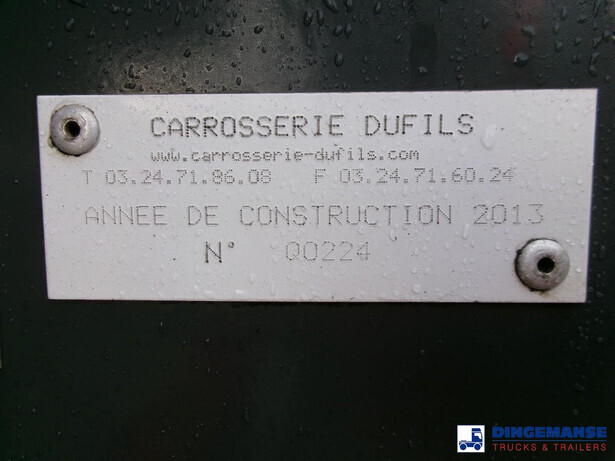 CARROSSERIE DUFILS
www.carrosserie-dufils.com
T 03.24.71.86.08 F 03.24.71.60.24
ANNEE DE CONSTRUCTION 2013
N° Q0224
DINGEMANSE
TRUCKS & TRAILERS